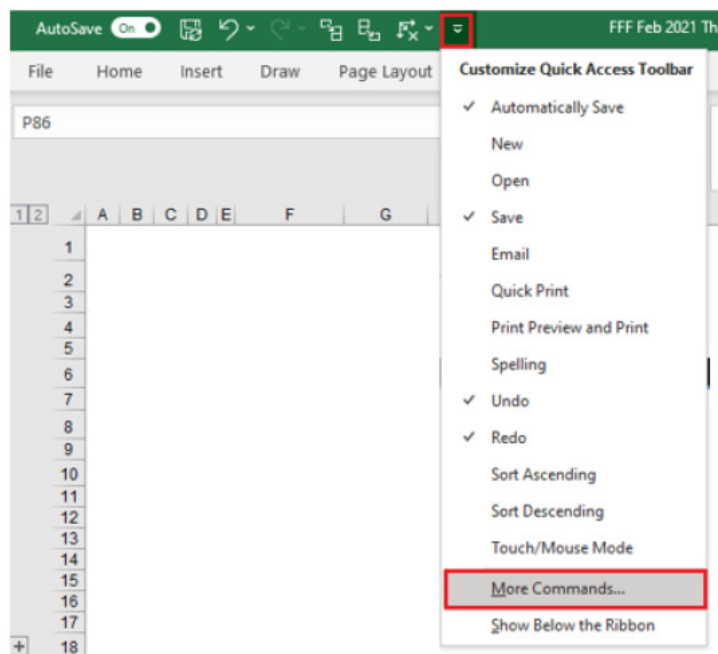 AutoSave On FFF Feb 2021 Th
File Home Insert Draw Page Layout
Customize Quick Access Toolbar
Automatically Save
P86
New
Open
Save
Email
Quick Print
Print Preview and Print
Spelling
Undo
Redo
Sort Ascending
Sort Descending
Touch/Mouse Mode
More Commands...
Show Below the Ribbon
1 2 A B C D E F G
1
2
3
4
5
6
7
8
9
10
11
12
13
14
15
16
17
18